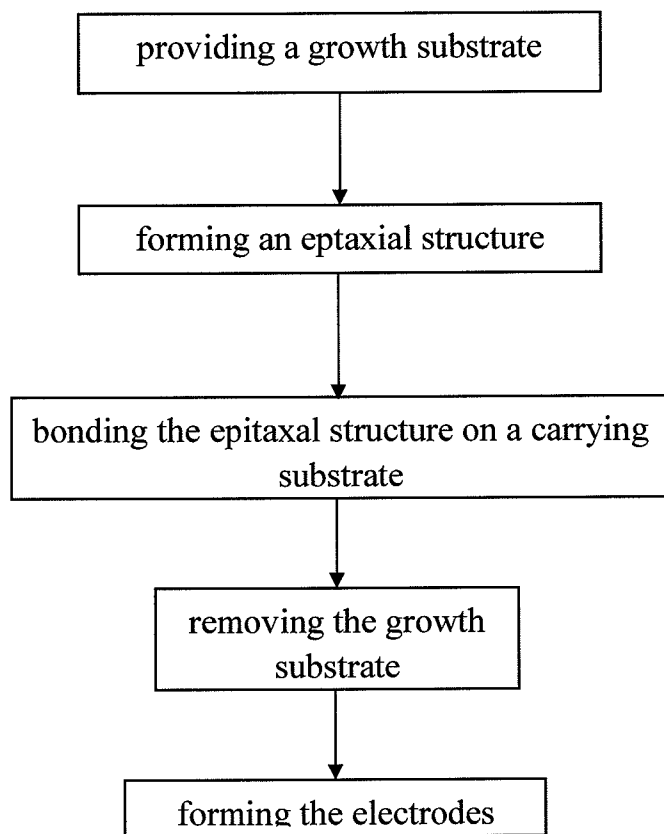 providing a growth substrate
forming an eptaxial structure
bonding the epitaxal structure on a carrying
substrate
removing the growth
substrate
forming the electrodes